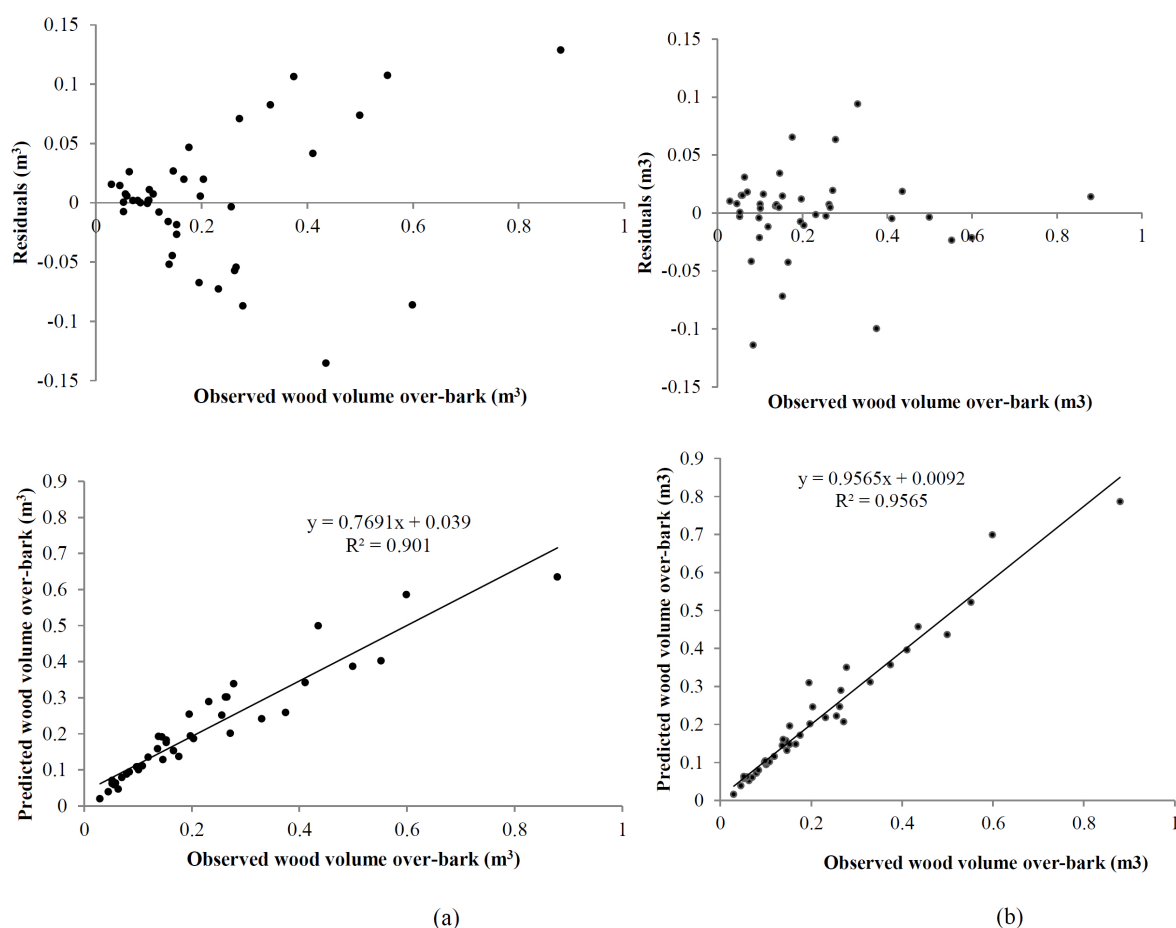 0.15
0.1
0.05
0
-0.05
-0.1
-0.15
0 0.2 0.4 0.6 0.8 1
Residuals (m³)
Observed wood volume over-bark (m³)
0.15
0.1
0.05
0
-0.05
-0.1
-0.15
0 0.2 0.4 0.6 0.8 1
Residuals (m3)
Observed wood volume over-bark (m3)
0.9
0.8
0.7
0.6
0.5
0.4
0.3
0.2
0.1
0
Predicted wood volume over-bark (m³)
y = 0.7691x + 0.039
R² = 0.901
0 0.2 0.4 0.6 0.8 1
Observed wood volume over-bark (m³)
0.9
0.8
0.7
0.6
0.5
0.4
0.3
0.2
0.1
0
Predicted wood volume over-bark (m3)
y = 0.9565x + 0.0092
R² = 0.9565
0 0.2 0.4 0.6 0.8 1
Observed wood volume over-bark (m3)
(a)
(b)